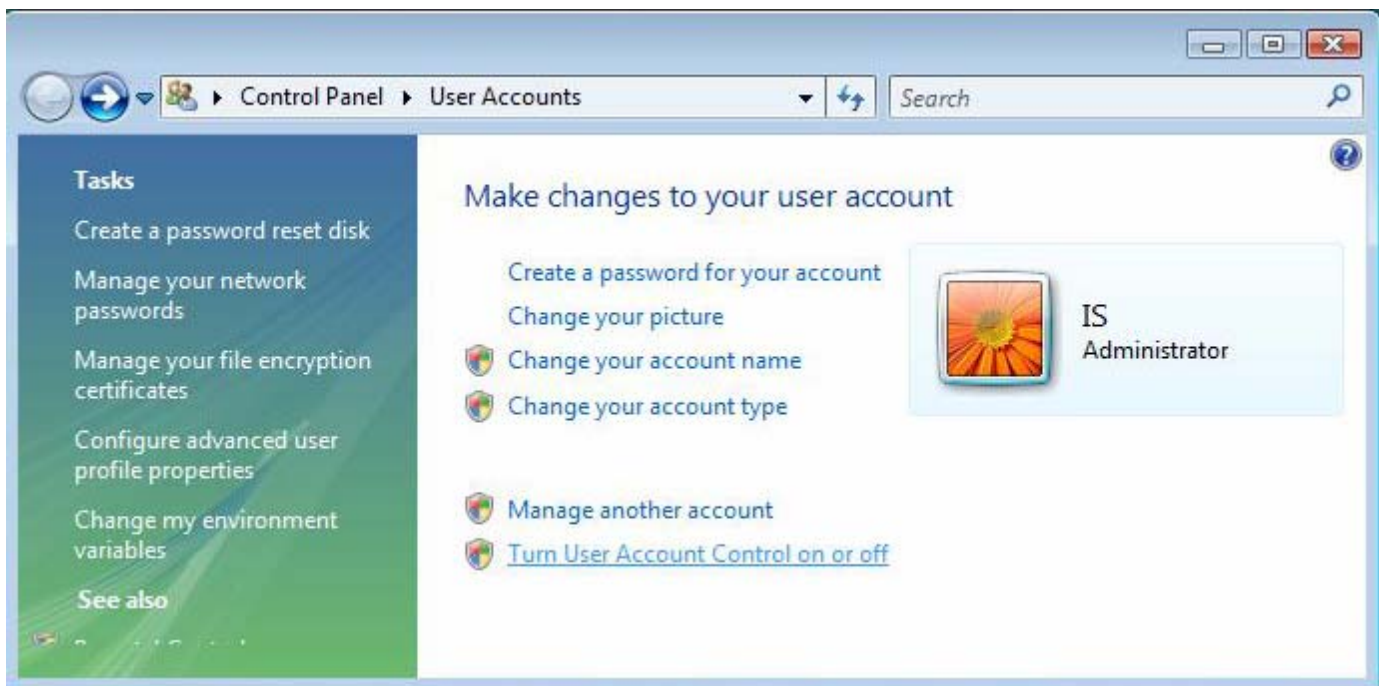 Control Panel User Accounts
Search
Tasks
Create a password reset disk
Manage your network
passwords
Manage your file encryption
certificates
Configure advanced user
profile properties
Change my environment
variables
See also
Make changes to your user account
Create a password for your account
Change your picture
Change your account name
Change your account type
Manage another account
Turn User Account Control on or off
IS
Administrator